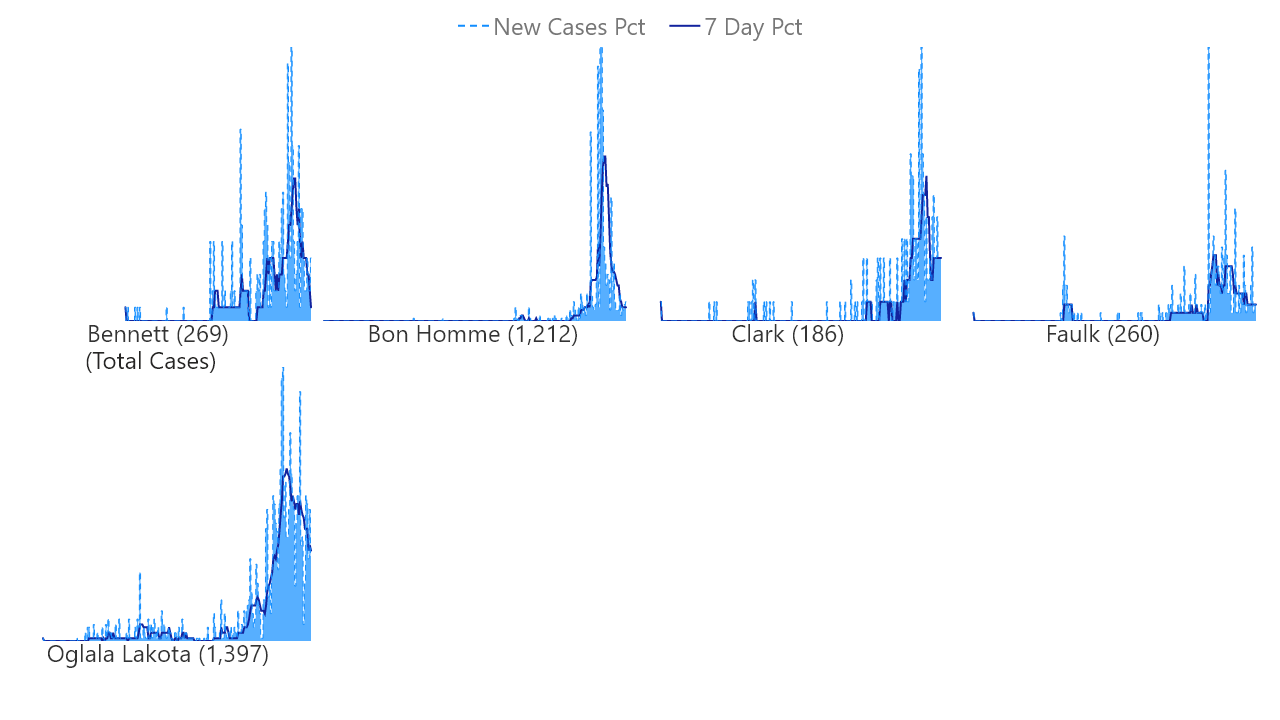 New Cases Pct 7 Day Pct
Bennett (269) Bon Homme (1,212) Clark (186) Faulk (260)
(Total Cases)
Oglala Lakota (1,397)